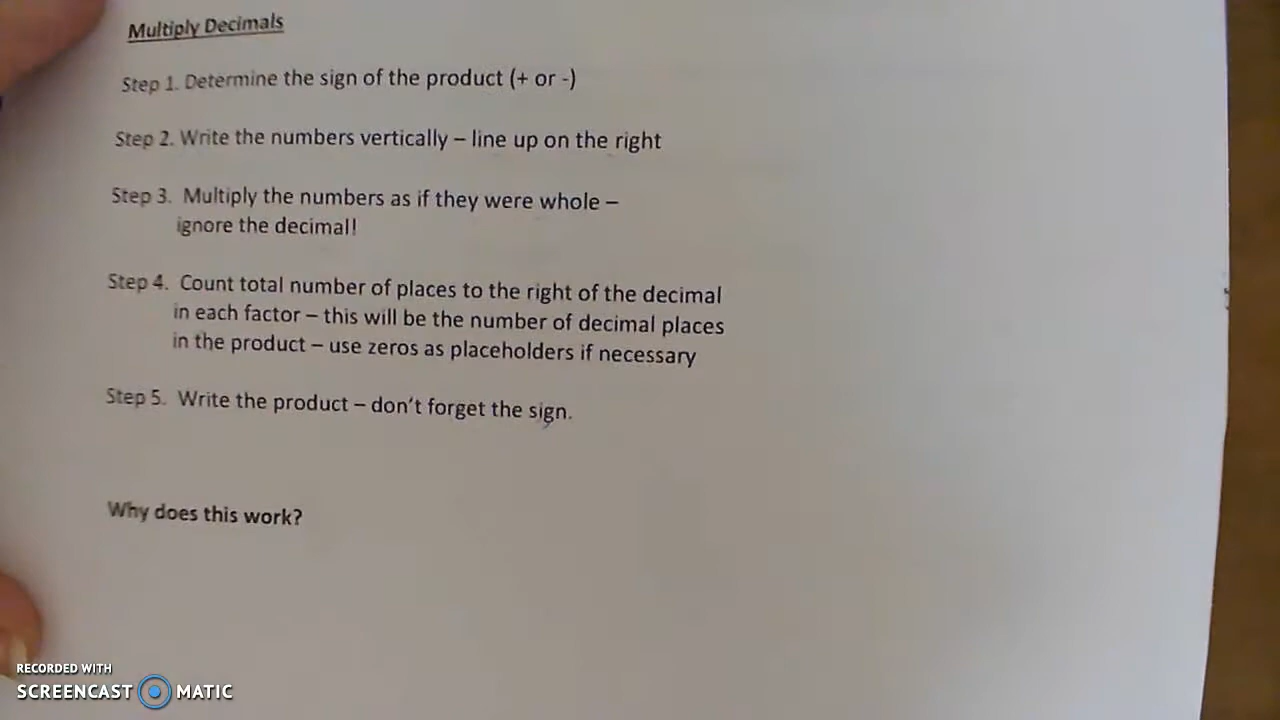 Multiply Decimals
Step 1. Determine the sign of the product (+ or -)
Step 2. Write the numbers vertically – line up on the right
Step 3. Multiply the numbers as if they were whole –
ignore the decimal!
Step 4. Count total number of places to the right of the decimal
in each factor – this will be the number of decimal places
in the product – use zeros as placeholders if necessary
Step 5. Write the product – don't forget the sign.
Why does this work?
RECORDED WITH
SCREENCAST MATIC